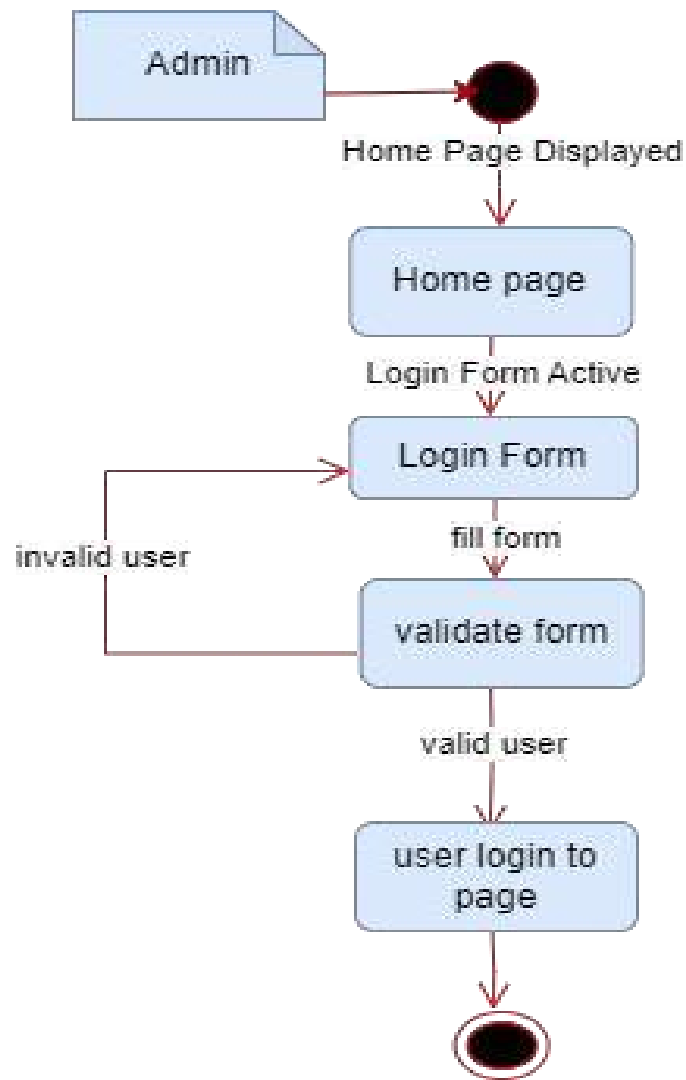 Admin
Home Page Displayed
Home page
Login Form Active
Login Form
fill form
invalid user
validate form
valid user
user login to
page